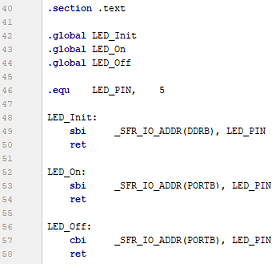 40 .section .text
41
42 .global LED_Init
43 .global LED_On
44 .global LED_Off
45
46 .equ LED_PIN, 5
47
48 LED_Init:
49 sbi _SFR_IO_ADDR(DDRB), LED_PIN
50 ret
51
52 LED_On:
53 sbi _SFR_IO_ADDR(PORTB), LED_PIN
54 ret
55
56 LED_Off:
57 cbi _SFR_IO_ADDR(PORTB), LED_PIN
58 ret